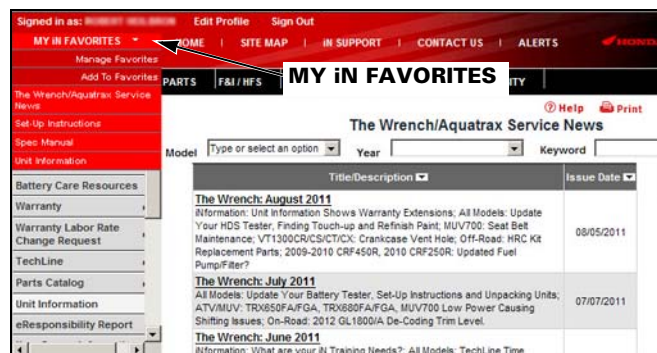 Signed in as:
Edit Profile Sign Out
MY iN FAVORITES
HOME | SITE MAP | iN SUPPORT | CONTACT US | ALERTS
HONDA
Manage Favorites
Add To Favorites
The Wrench/Aquatrax Service News
Set-Up Instructions
Spec Manual
Unit Information
PARTS F&I / HFS
MY iN FAVORITES
Help Print
The Wrench/Aquatrax Service News
Model Type or select an option Year Keyword
Battery Care Resources
Warranty
Warranty Labor Rate
Change Request
TechLine
Parts Catalog
Unit Information
eResponsibility Report
Title/Description Issue Date
The Wrench: August 2011
iNformation: Unit Information Shows Warranty Extensions; All Models: Update
Your HDS Tester, Finding Touch-up and Refinish Paint; MUV700: Seat Belt
Maintenance; VT1300CR/CS/CT/CX: Crankcase Vent Hole; Off-Road: HRC Kit
Replacement Parts; 2009-2010 CRF450R, 2010 CRF250R: Updated Fuel
Pump/Filter?
08/05/2011
The Wrench: July 2011
All Models: Update Your Battery Tester, Set-Up Instructions and Unpacking Units;
ATV/MUV: TRX650FA/FGA, TRX680FA/FGA, MUV700 Low Power Causing
Shifting Issues; On-Road: 2012 GL1800/A De-Coding Trim Level.
07/07/2011
The Wrench: June 2011
iNformation: What are your iN Training Needs?; All Models: TechLine Time